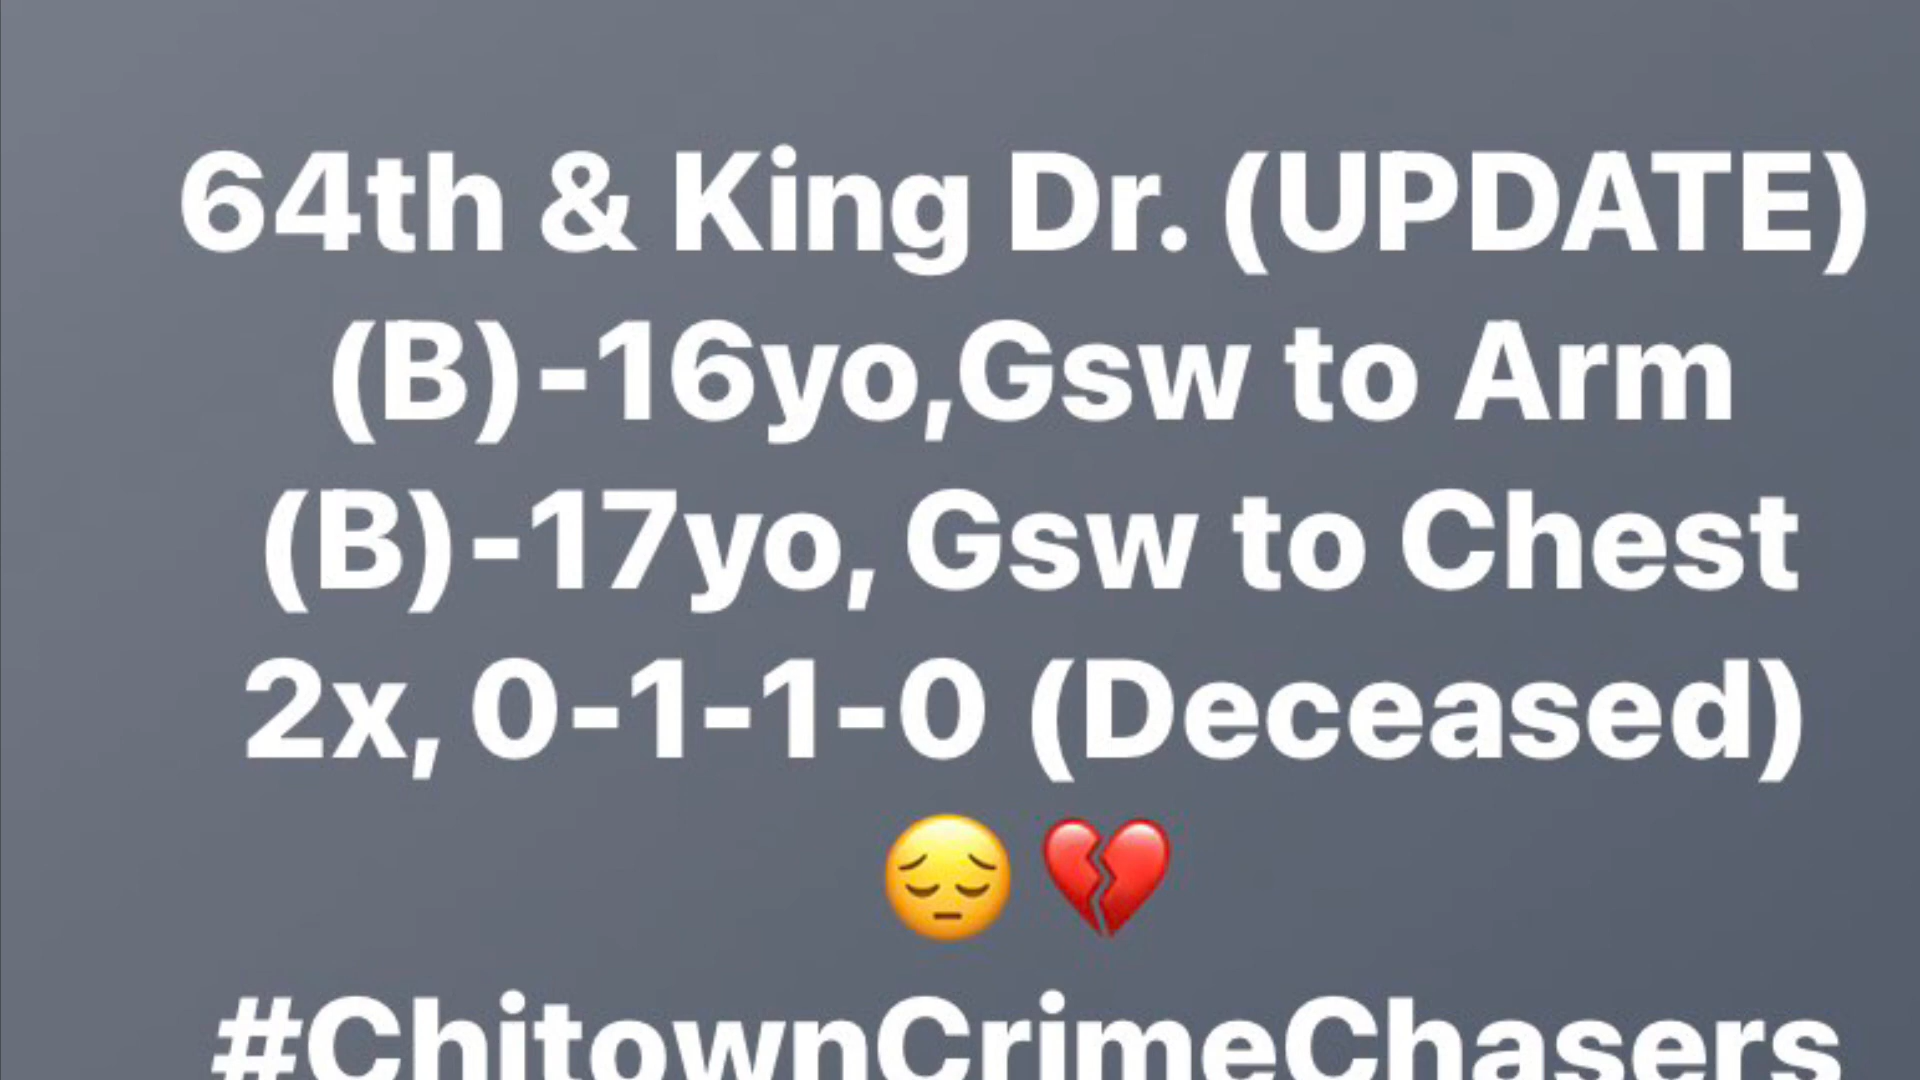 64th & King Dr. (UPDATE)
(B)-16yo,Gsw to Arm
(B)-17yo, Gsw to Chest
2x, 0-1-1-0 (Deceased)
😔 💔
#ChitownCrimeChasers